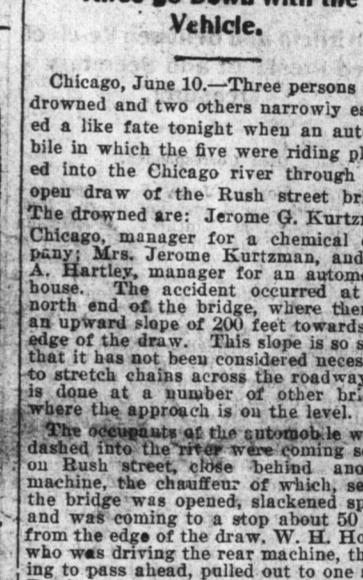 go Down with the
Vehicle.
Chicago, June 10.—Three persons
drowned and two others narrowly es
ed a like fate tonight when an aut
bile in which the five were riding pl
ed into the Chicago river through
open draw of the Rush street br
The drowned are: Jerome G. Kurtz
Chicago, manager for a chemical
pany; Mrs. Jerome Kurtzman, and
A. Hartley, manager for an autom
house. The accident occurred at
north end of the bridge, where the
an upward slope of 200 feet towards
edge of the draw. This slope is so s
that it has not been considered neces
to stretch chains across the roadway
is done at a number of other bri
where the approach is on the level.
The occupants of the automobile w
dashed into the river were coming s
on Rush street, close behind ano
machine, the chauffeur of which, se
the bridge was opened, slackened sp
and was coming to a stop about 50
from the edge of the draw. W. H. Ho
who was driving the rear machine, th
ing to pass ahead, pulled out to one